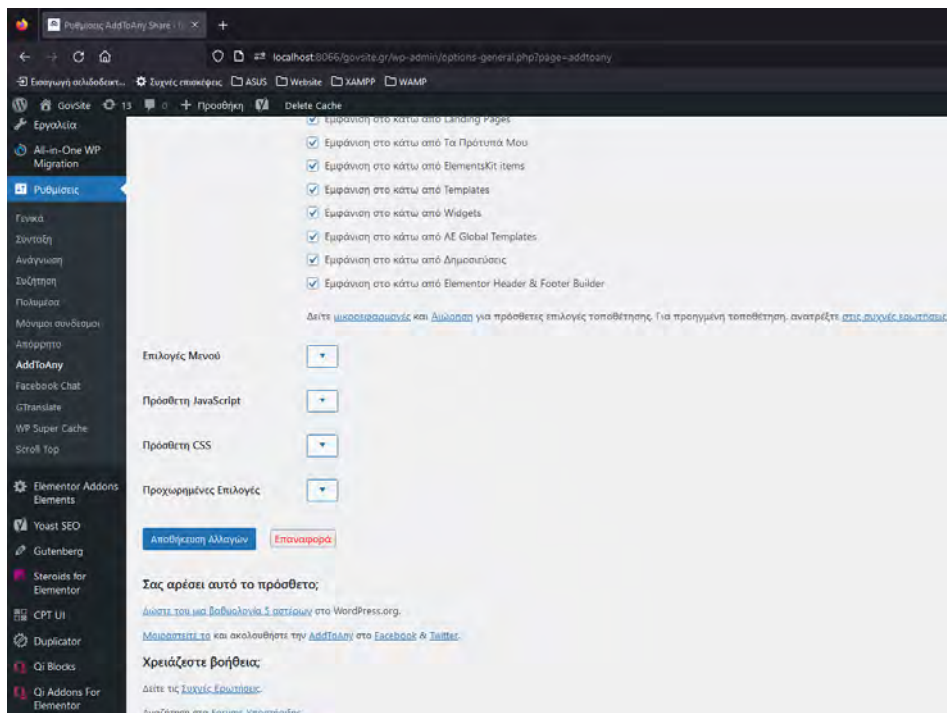 Ρυθμίσεις AddToAny Share ‹
localhost:8066/govsite.gr/wp-admin/options-general.php?page=addtoany
Εισαγωγή σελιδοδεικτ... Συχνές επισκέψεις ASUS Website XAMPP WAMP
GovSite 13 0 Προσθήκη Delete Cache
Εργαλεία
All-in-One WP
Migration
Ρυθμίσεις
Γενικά
Σύνταξη
Ανάγνωση
Συζήτηση
Πολυμέσα
Μόνιμοι σύνδεσμοι
Απόρρητο
AddToAny
Facebook Chat
GTranslate
WP Super Cache
Scroll Top
Elementor Addons
Elements
Yoast SEO
Gutenberg
Steroids for
Elementor
CPT UI
Duplicator
Qi Blocks
Qi Addons For
Elementor
Εμφάνιση στο κάτω από Landing Pages
Εμφάνιση στο κάτω από Τα Πρότυπά Μου
Εμφάνιση στο κάτω από ElementsKit items
Εμφάνιση στο κάτω από Templates
Εμφάνιση στο κάτω από Widgets
Εμφάνιση στο κάτω από AE Global Templates
Εμφάνιση στο κάτω από Δημοσιεύσεις
Εμφάνιση στο κάτω από Elementor Header & Footer Builder
Δείτε μικροεφαρμογές και Αιώρηση για πρόσθετες επιλογές τοποθέτησης. Για προηγμένη τοποθέτηση, ανατρέξτε στις συχνές ερωτήσεις
Επιλογές Μενού
Πρόσθετη JavaScript
Πρόσθετη CSS
Προχωρημένες Επιλογές
Αποθήκευση Αλλαγών Επαναφορά
Σας αρέσει αυτό το πρόσθετο;
Δώστε του μια βαθμολογία 5 αστέρων στο WordPress.org.
Μοιραστείτε το και ακολουθήστε την AddToAny στο Facebook & Twitter.
Χρειάζεστε βοήθεια;
Δείτε τις Συχνές Ερωτήσεις.
Αναζήτηση στα Forums Υποστήριξης